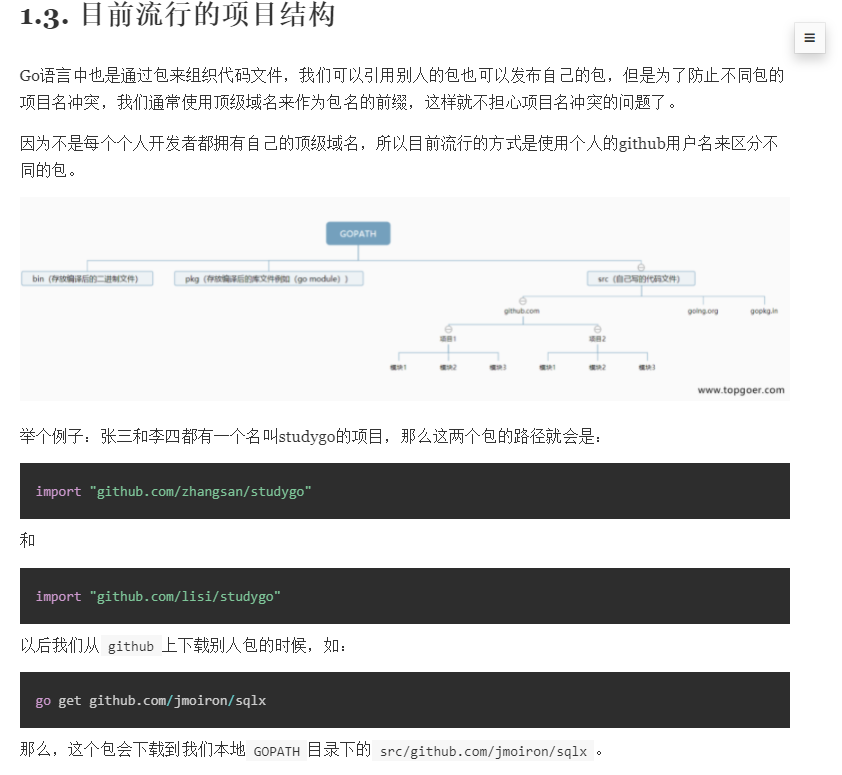 1.3. 目前流行的项目结构
Go语言中也是通过包来组织代码文件，我们可以引用别人的包也可以发布自己的包，但是为了防止不同包的
项目名冲突，我们通常使用顶级域名来作为包名的前缀，这样就不担心项目名冲突的问题了。
因为不是每个个人开发者都拥有自己的顶级域名，所以目前流行的方式是使用个人的github用户名来区分不
同的包。
GOPATH
bin（存放编译后的二进制文件）
pkg（存放编译后的库文件例如（go module））
src（自己写的代码文件）
github.com
golng.org
gopkg.in
项目1
项目2
模块1
模块2
模块3
模块1
模块2
模块3
www.topgoer.com
举个例子：张三和李四都有一个名叫studygo的项目，那么这两个包的路径就会是：
import "github.com/zhangsan/studygo"
和
import "github.com/lisi/studygo"
以后我们从 github 上下载别人包的时候，如：
go get github.com/jmoiron/sqlx
那么，这个包会下载到我们本地 GOPATH 目录下的 src/github.com/jmoiron/sqlx 。